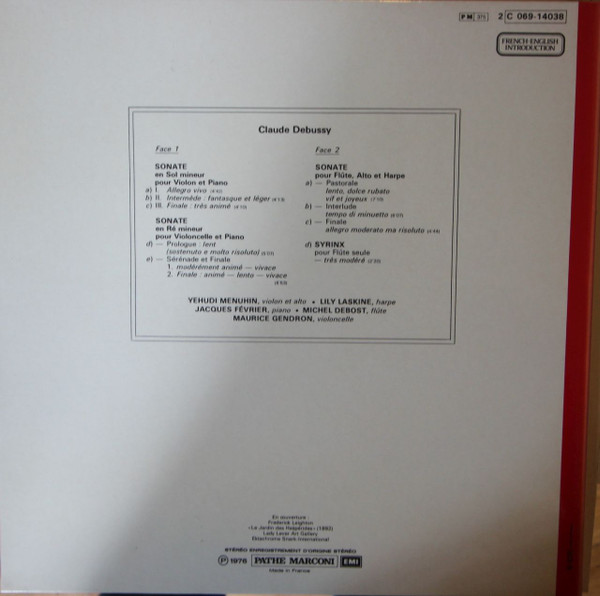 PM 375 2 C 069-14038
FRENCH-ENGLISH
INTRODUCTION
Claude Debussy
Face 1
SONATE
en Sol mineur
pour Violon et Piano
a) I. Allegro vivo
b) II. Intermède : fantasque et léger
c) III. Finale : très animé
SONATE
en Ré mineur
pour Violoncelle et Piano
d) — Prologue : lent
(sostenuto e molto risoluto)
e) — Sérénade et Finale
1. modérément animé — vivace
2. Finale : animé — lento — vivace
Face 2
SONATE
pour Flûte, Alto et Harpe
a) — Pastorale
lento, dolce rubato
vif et joyeux
b) — Interlude
tempo di minuetto
c) — Finale
allegro moderato ma risoluto
d) SYRINX
pour Flûte seule
— très modéré
YEHUDI MENUHIN, violon et alto • LILY LASKINE, harpe
JACQUES FÉVRIER, piano • MICHEL DEBOST, flûte
MAURICE GENDRON, violoncelle
En couverture :
Frederick Leighton
«Le Jardin des Hespérides» (1892)
Lady Lever Art Gallery
Ektachrome Snark International
STÉRÉO ENREGISTREMENT D'ORIGINE STÉRÉO
℗ 1976 PATHE MARCONI EMI
Made in France